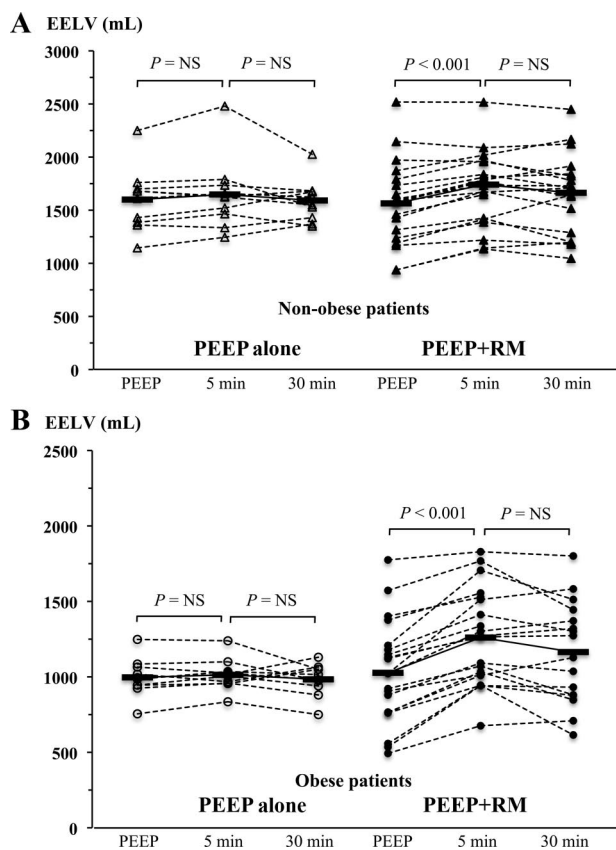 A
EELV (mL)
3000
P = NS P = NS P < 0.001 P = NS
2500
2000
1500
1000
500
Non-obese patients
PEEP alone PEEP+RM
0
PEEP 5 min 30 min PEEP 5 min 30 min
B EELV (mL)
2500
P < 0.001 P = NS
2000
P = NS P = NS
1500
1000
500
Obese patients
PEEP alone PEEP+RM
0
PEEP 5 min 30 min PEEP 5 min 30 min